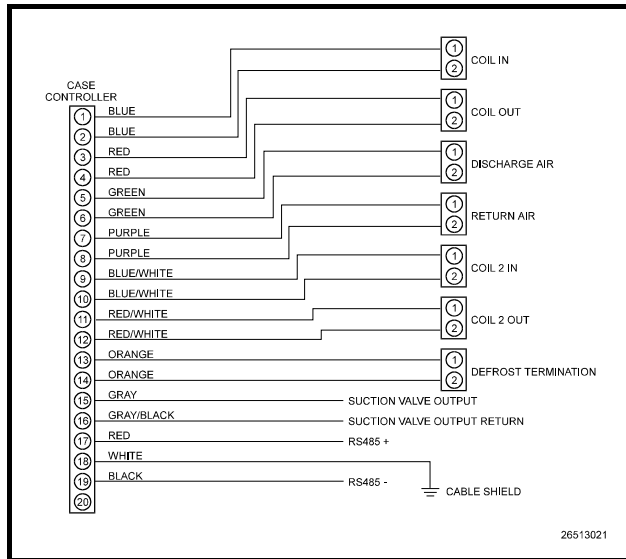 CASE
CONTROLLER
1 BLUE
2 BLUE
3 RED
4 RED
5 GREEN
6 GREEN
7 PURPLE
8 PURPLE
9 BLUE/WHITE
10 BLUE/WHITE
11 RED/WHITE
12 RED/WHITE
13 ORANGE
14 ORANGE
15 GRAY
16 GRAY/BLACK
17 RED
18 WHITE
19 BLACK
20
1
2
COIL IN
1
2
COIL OUT
1
2
DISCHARGE AIR
1
2
RETURN AIR
1
2
COIL 2 IN
1
2
COIL 2 OUT
1
2
DEFROST TERMINATION
SUCTION VALVE OUTPUT
SUCTION VALVE OUTPUT RETURN
RS485 +
RS485 -
CABLE SHIELD
26513021